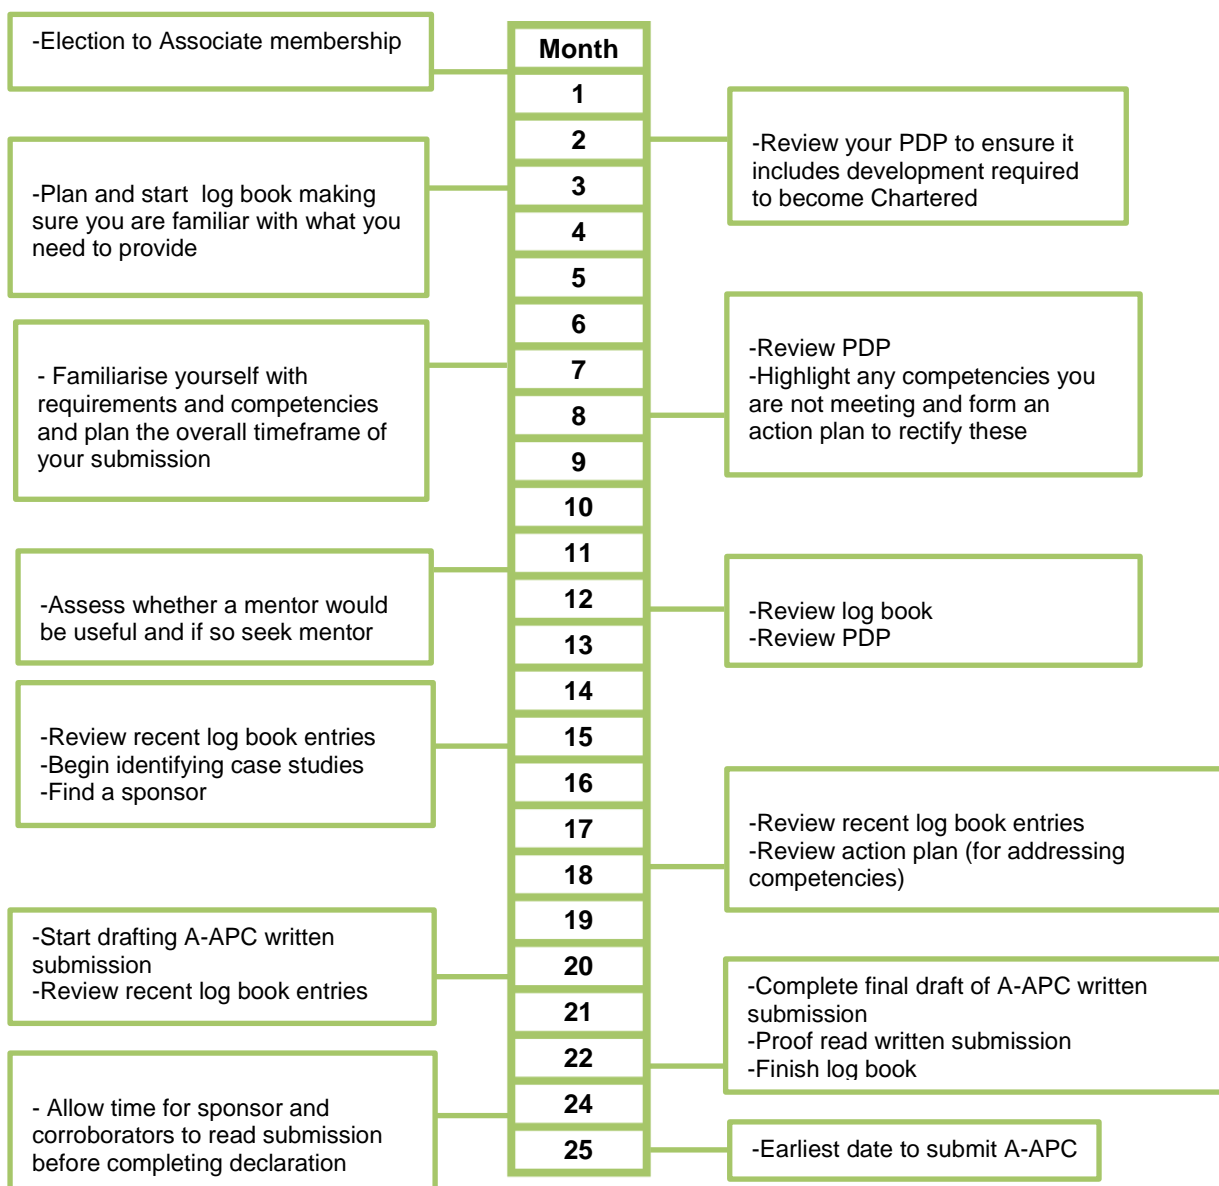 -Election to Associate membership
Month
1
2
-Review your PDP to ensure it
includes development required
to become Chartered
-Plan and start  log book making
sure you are familiar with what you
need to provide
3
4
5
6
- Familiarise yourself with
requirements and competencies
and plan the overall timeframe of
your submission
7
8
-Review PDP
-Highlight any competencies you
are not meeting and form an
action plan to rectify these
9
10
11
-Assess whether a mentor would
be useful and if so seek mentor
12
-Review log book
-Review PDP
13
14
-Review recent log book entries
-Begin identifying case studies
-Find a sponsor
15
16
17
18
-Review recent log book entries
-Review action plan (for addressing
competencies)
19
-Start drafting A-APC written
submission
-Review recent log book entries
20
21
22
-Complete final draft of A-APC written
submission
-Proof read written submission
-Finish log book
- Allow time for sponsor and
corroborators to read submission
before completing declaration
24
25
-Earliest date to submit A-APC